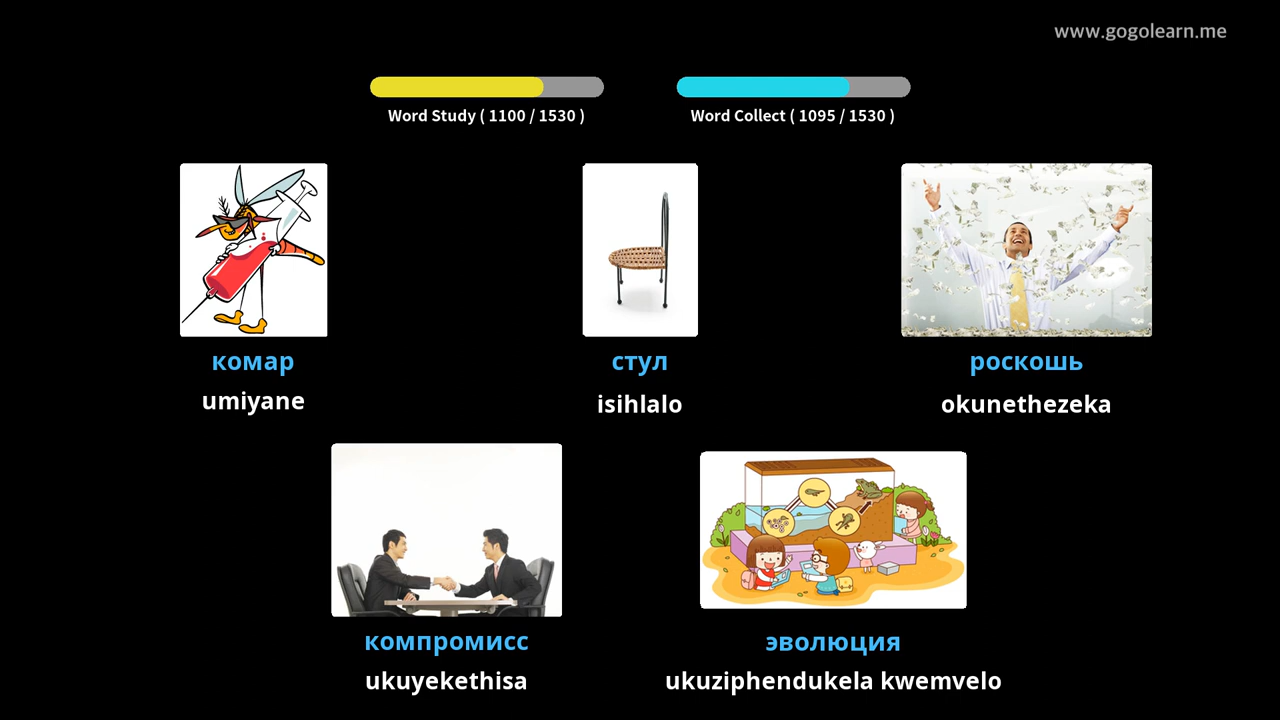 www.gogolearn.me
Word Study ( 1100 / 1530 )
Word Collect ( 1095 / 1530 )
комар
umiyane
стул
isihlalo
роскошь
okunethezeka
компромисс
ukuyekethisa
эволюция
ukuziphendukela kwemvelo